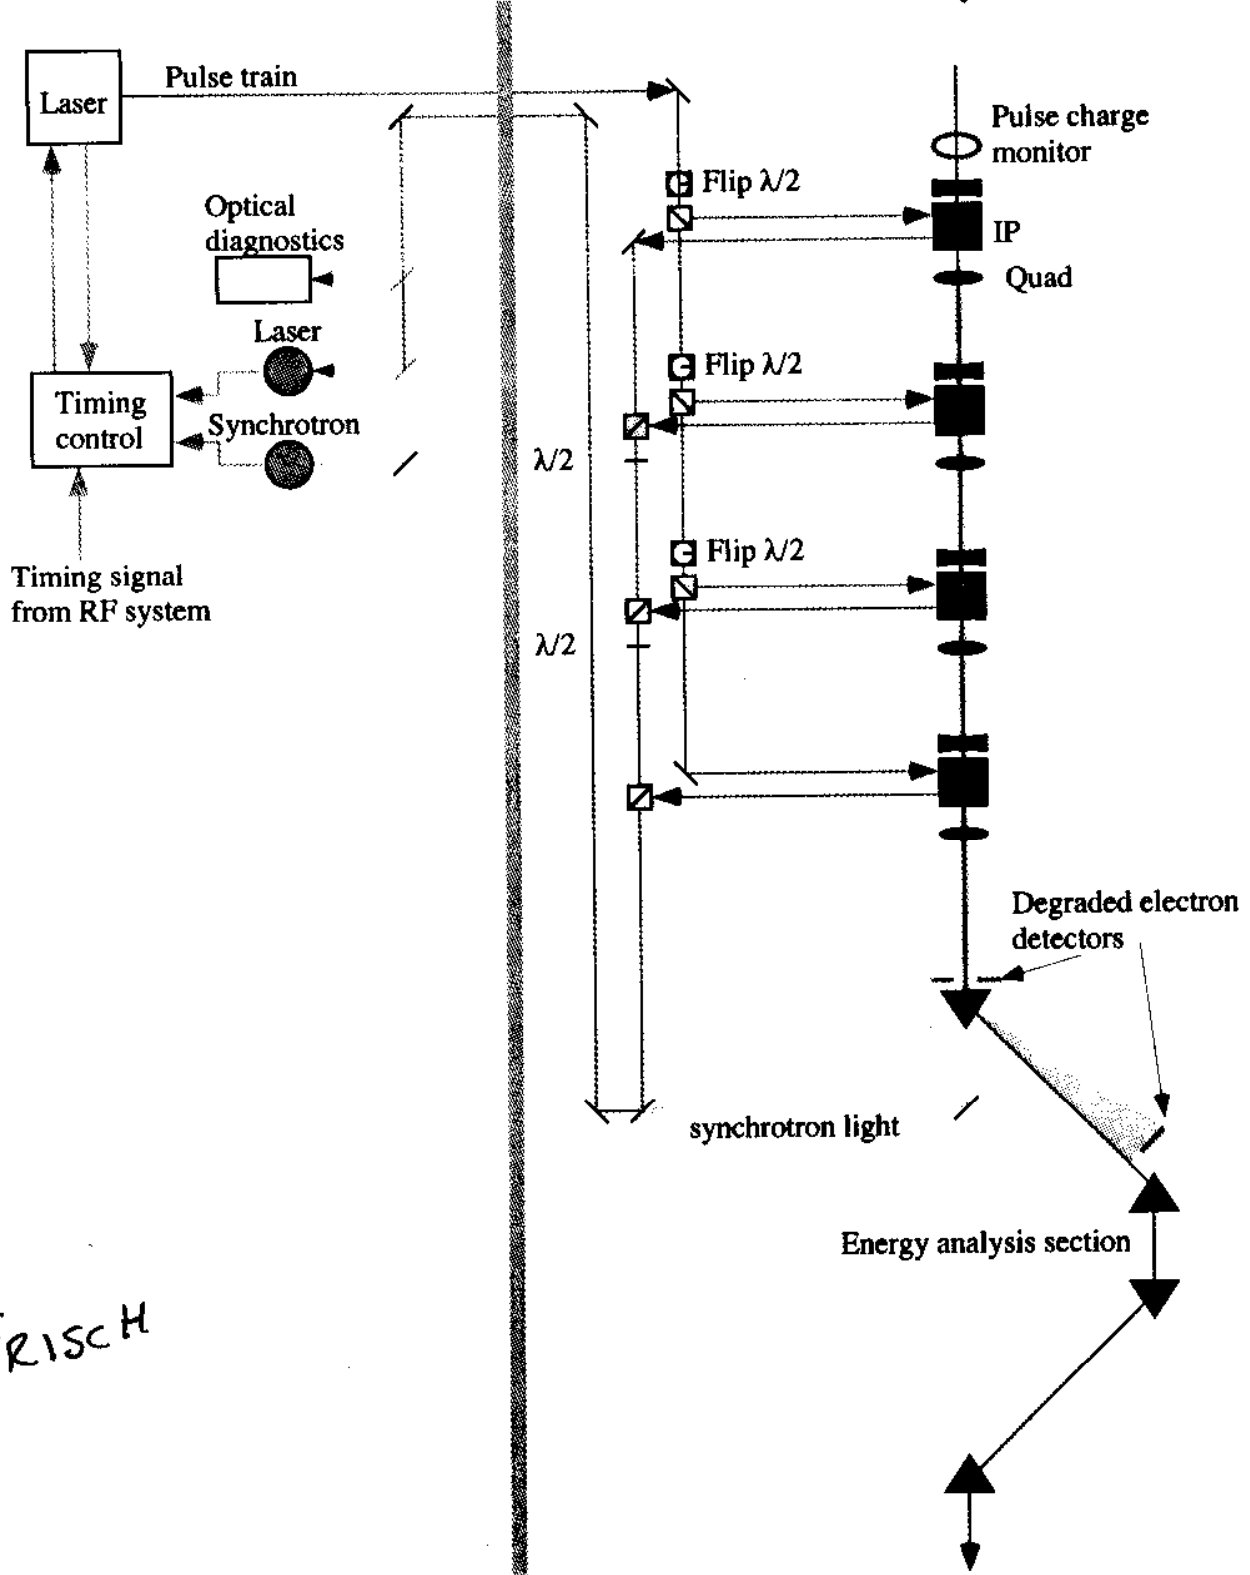 Pulse train
Laser
Pulse charge
monitor
Flip λ/2
Optical
diagnostics
IP
Quad
Laser
Flip λ/2
Timing
control
Synchrotron
λ/2
Flip λ/2
Timing signal
from RF system
λ/2
Degraded electron
detectors
synchrotron light
Energy analysis section
RISCH